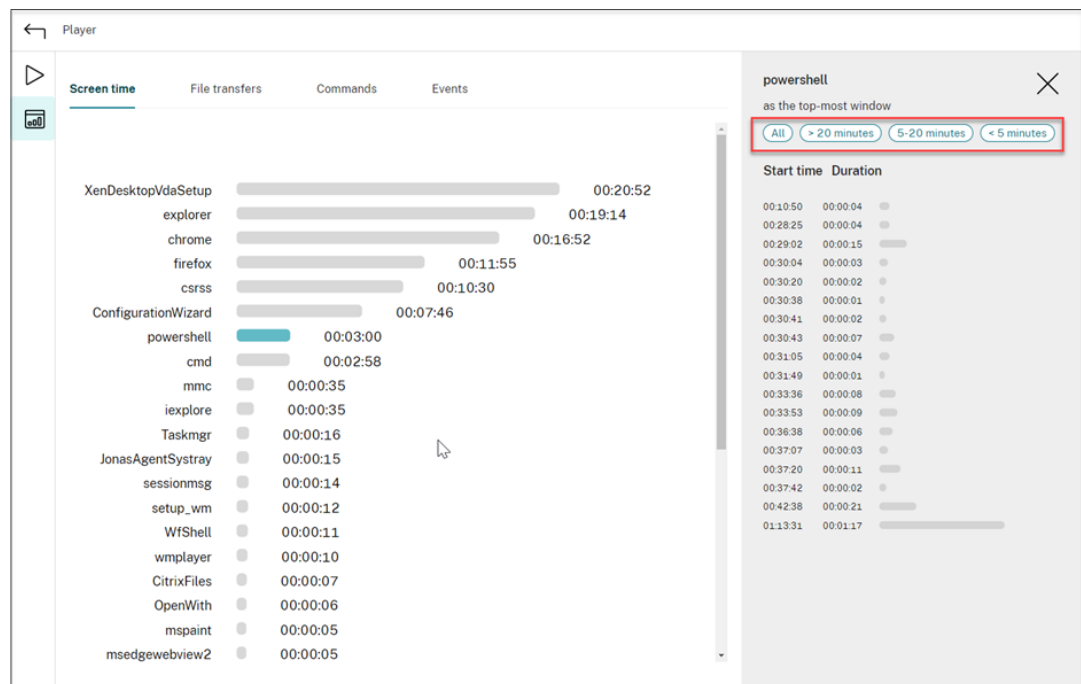 Player
Screen time File transfers Commands Events
XenDesktopVdaSetup 00:20:52
explorer 00:19:14
chrome 00:16:52
firefox 00:11:55
csrss 00:10:30
ConfigurationWizard 00:07:46
powershell 00:03:00
cmd 00:02:58
mmc 00:00:35
iexplore 00:00:35
Taskmgr 00:00:16
JonasAgentSystray 00:00:15
sessionmsg 00:00:14
setup_wm 00:00:12
WfShell 00:00:11
wmplayer 00:00:10
CitrixFiles 00:00:07
OpenWith 00:00:06
mspaint 00:00:05
msedgewebview2 00:00:05
powershell
as the top-most window
All > 20 minutes 5-20 minutes < 5 minutes
Start time Duration
00:10:50 00:00:04
00:28:25 00:00:04
00:29:02 00:00:15
00:30:04 00:00:03
00:30:20 00:00:02
00:30:38 00:00:01
00:30:41 00:00:02
00:30:43 00:00:07
00:31:05 00:00:04
00:31:49 00:00:01
00:33:36 00:00:08
00:33:53 00:00:09
00:36:38 00:00:06
00:37:07 00:00:03
00:37:20 00:00:11
00:37:42 00:00:02
00:42:38 00:00:21
01:13:31 00:01:17